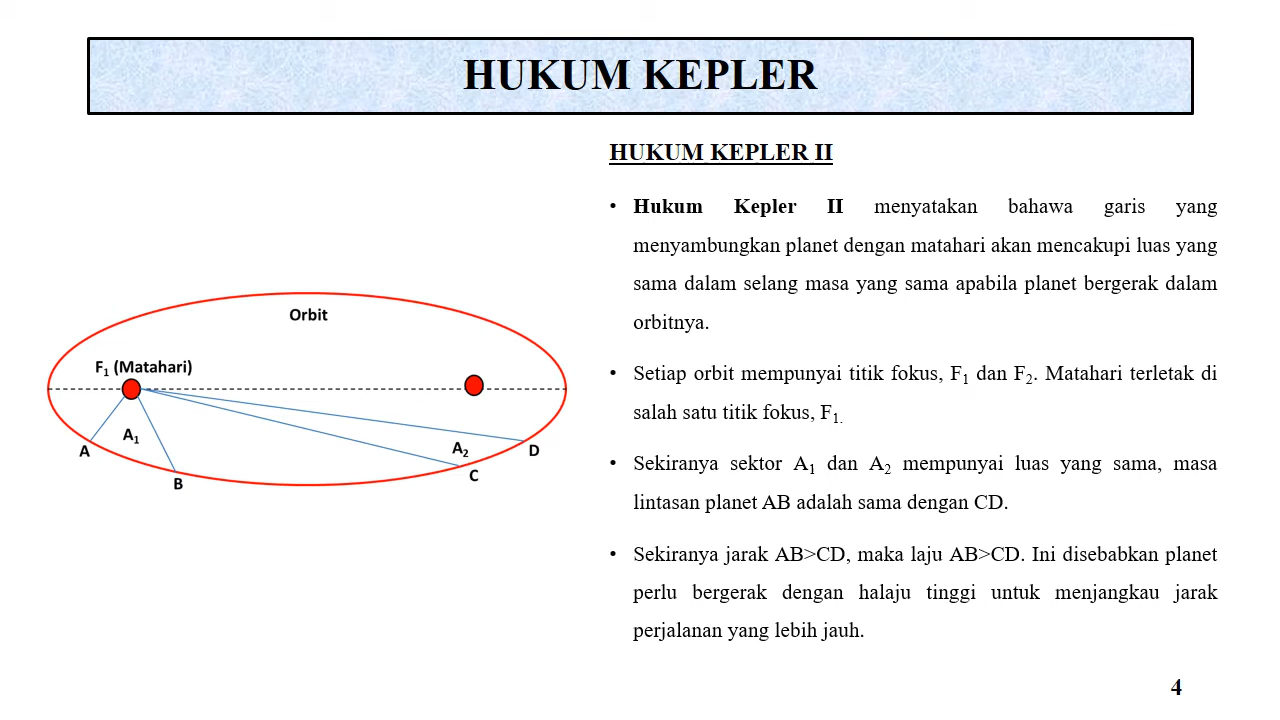 HUKUM KEPLER
HUKUM KEPLER II
• Hukum Kepler II menyatakan bahawa garis yang
menyambungkan planet dengan matahari akan mencakupi luas yang
sama dalam selang masa yang sama apabila planet bergerak dalam
orbitnya.
• Setiap orbit mempunyai titik fokus, F₁ dan F₂. Matahari terletak di
salah satu titik fokus, F₁.
• Sekiranya sektor A₁ dan A₂ mempunyai luas yang sama, masa
lintasan planet AB adalah sama dengan CD.
• Sekiranya jarak AB>CD, maka laju AB>CD. Ini disebabkan planet
perlu bergerak dengan halaju tinggi untuk menjangkau jarak
perjalanan yang lebih jauh.
Orbit
F₁ (Matahari)
A₁
A
B
A₂
C
D
4